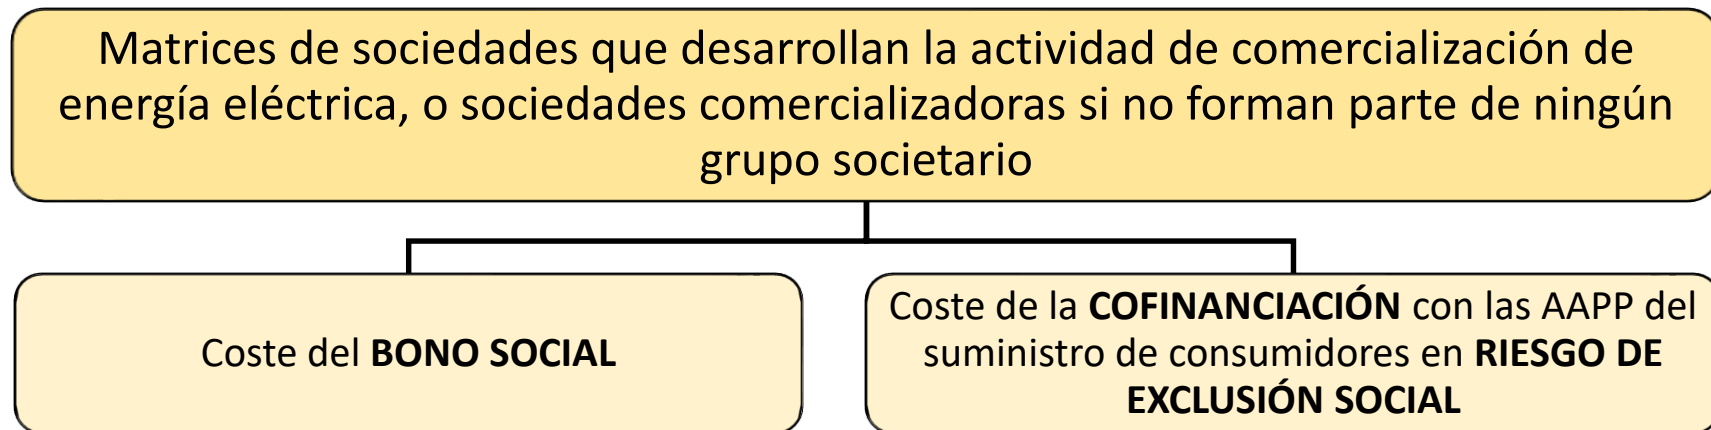 Matrices de sociedades que desarrollan la actividad de comercialización de
energía eléctrica, o sociedades comercializadoras si no forman parte de ningún
grupo societario
Coste del BONO SOCIAL
Coste de la COFINANCIACIÓN con las AAPP del
suministro de consumidores en RIESGO DE
EXCLUSIÓN SOCIAL